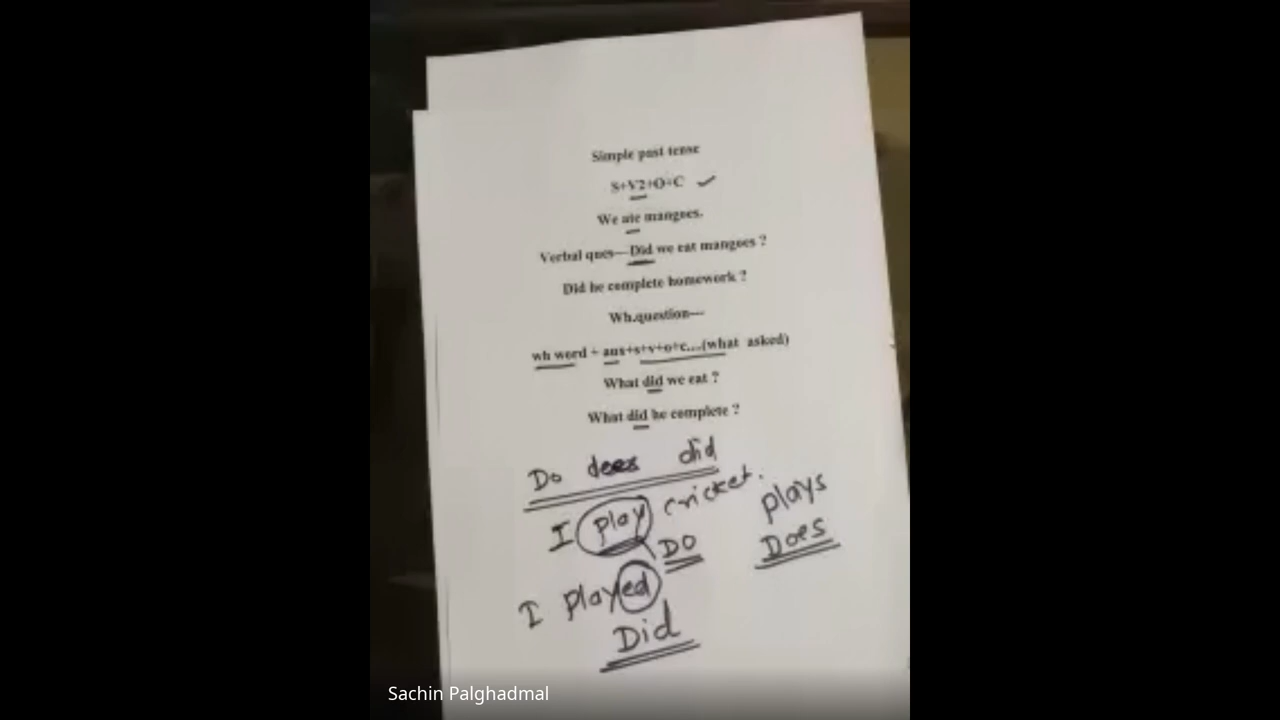 Simple past tense
S+V2+O+C ✓
We ate mangoes.
Verbal ques—Did we eat mangoes ?
Did he complete homework ?
Wh.question—
wh word + aux+s+v+o+c...(what asked)
What did we eat ?
What did he complete ?
Do does did
I play cricket. plays
DO Does
I played
Did
Sachin Palghadmal